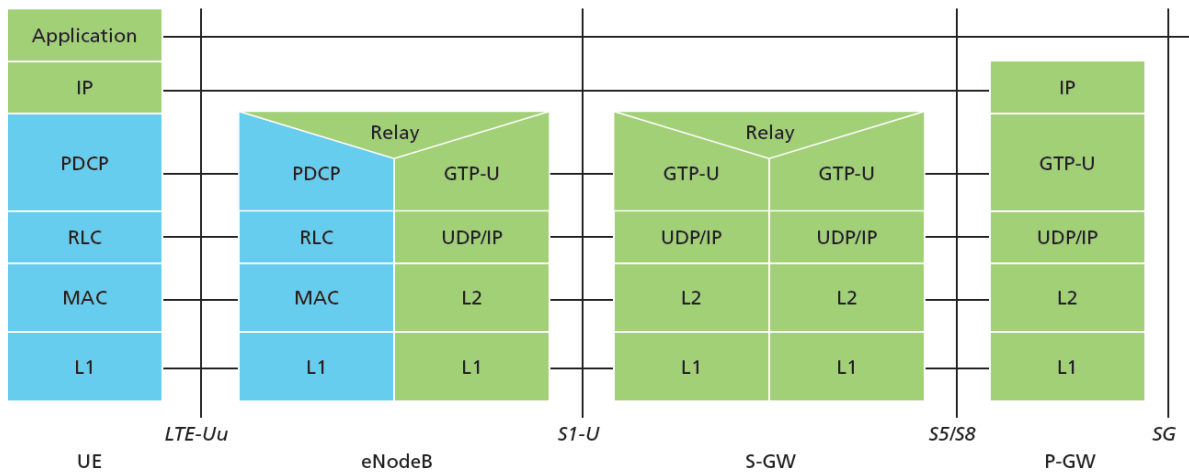 Application
IP
IP
Relay
Relay
PDCP
PDCP
GTP-U
GTP-U
GTP-U
GTP-U
RLC
RLC
UDP/IP
UDP/IP
UDP/IP
UDP/IP
MAC
MAC
L2
L2
L2
L2
L1
L1
L1
L1
L1
L1
LTE-Uu
S1-U
S5/S8
SG
UE
eNodeB
S-GW
P-GW